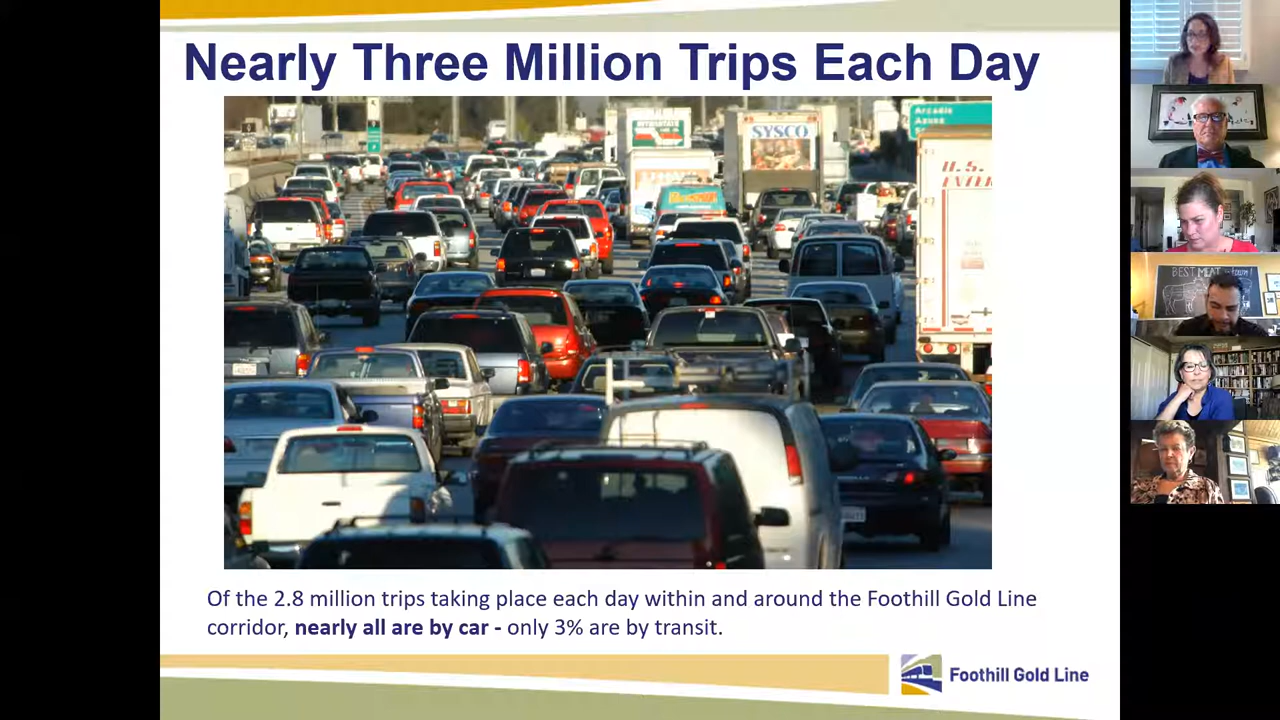 Nearly Three Million Trips Each Day
SYSCO
Arcadia
Azusa
U.S.
BEST MEAT in town!
Of the 2.8 million trips taking place each day within and around the Foothill Gold Line
corridor, nearly all are by car - only 3% are by transit.
Foothill Gold Line